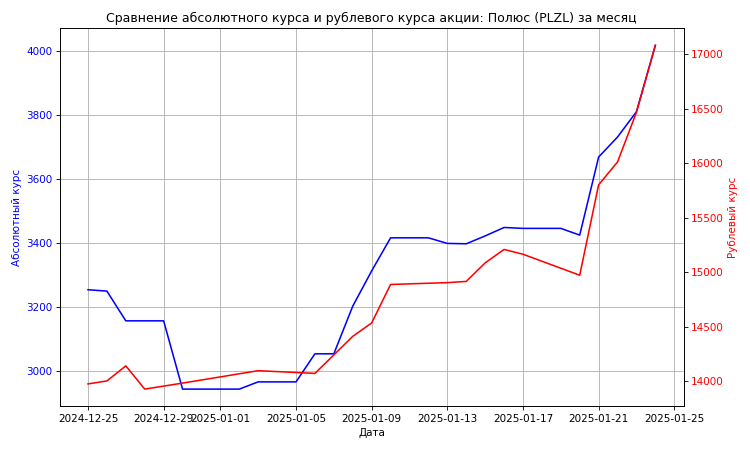 Сравнение абсолютного курса и рублевого курса акции: Полюс (PLZL) за месяц
Абсолютный курс
4000
3800
3600
3400
3200
3000
17000
16500
16000
15500
15000
14500
14000
Рублевый курс
2024-12-25 2024-12-29 2025-01-01 2025-01-05 2025-01-09 2025-01-13 2025-01-17 2025-01-21 2025-01-25
Дата